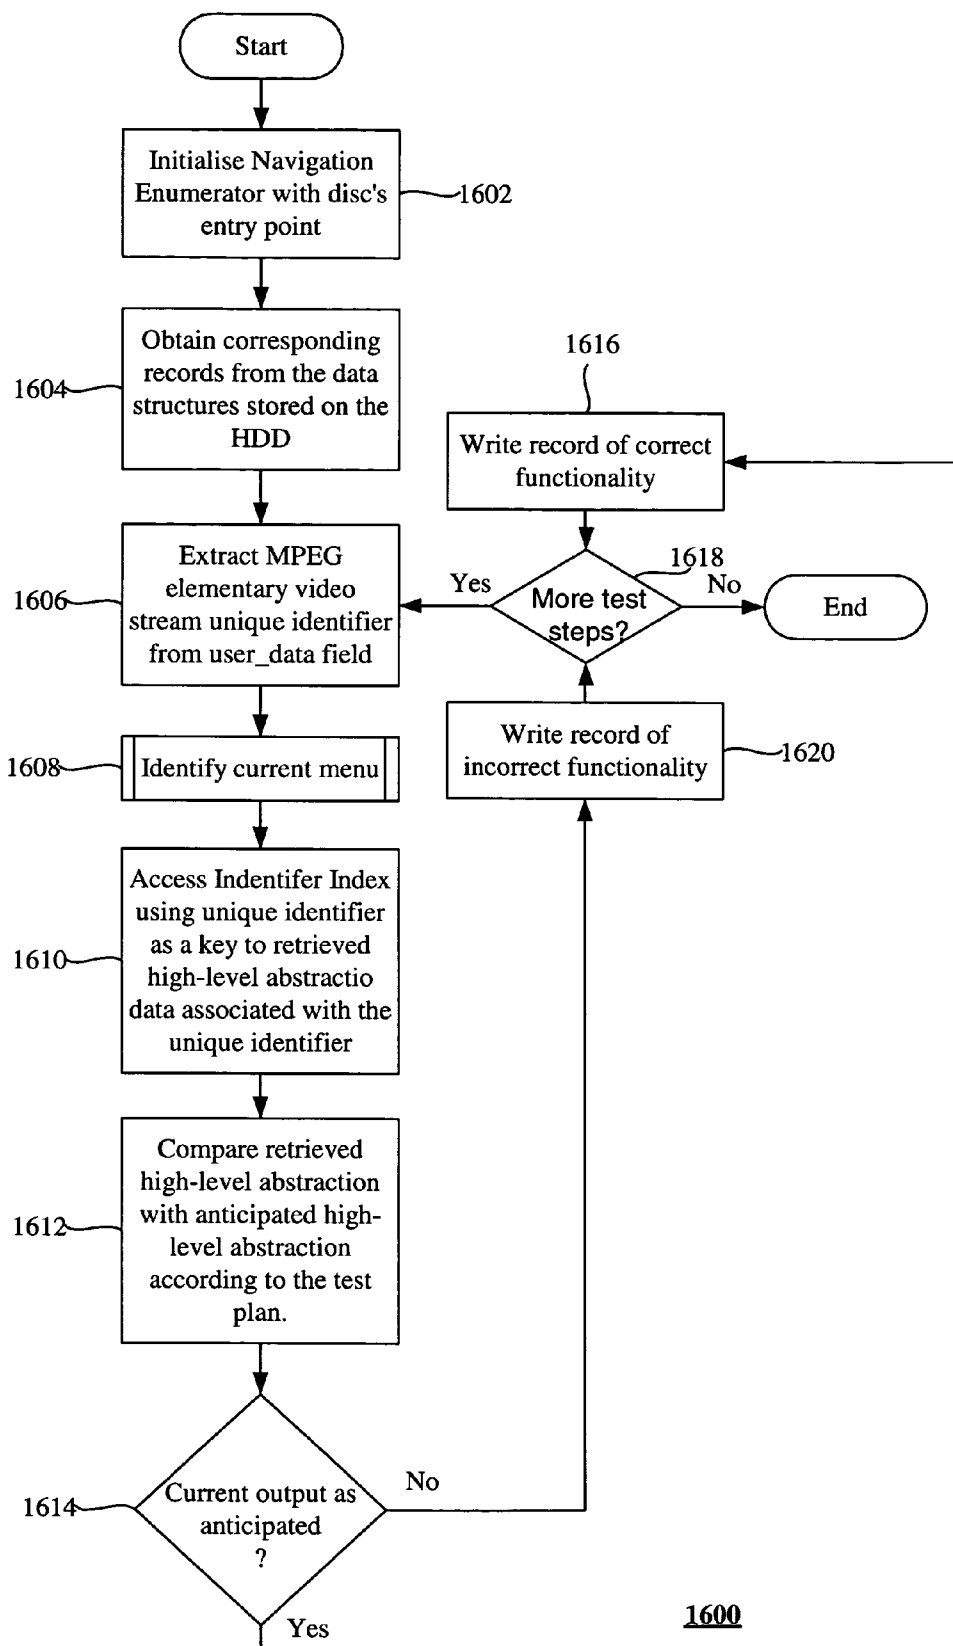 Start
Initialise Navigation
Enumerator with disc's
entry point
1602
Obtain corresponding
records from the data
structures stored on the
HDD
1604
Extract MPEG
elementary video
stream unique identifier
from user_data field
1606
Identify current menu
1608
Access Indentifer Index
using unique identifier
as a key to retrieved
high-level abstractio
data associated with the
unique identifier
1610
Compare retrieved
high-level abstraction
with anticipated high-
level abstraction
according to the test
plan.
1612
Current output as
anticipated
?
1614
No
Yes
1616
Write record of correct
functionality
1618
More test
steps?
Yes
No
End
Write record of
incorrect functionality
1620
1600